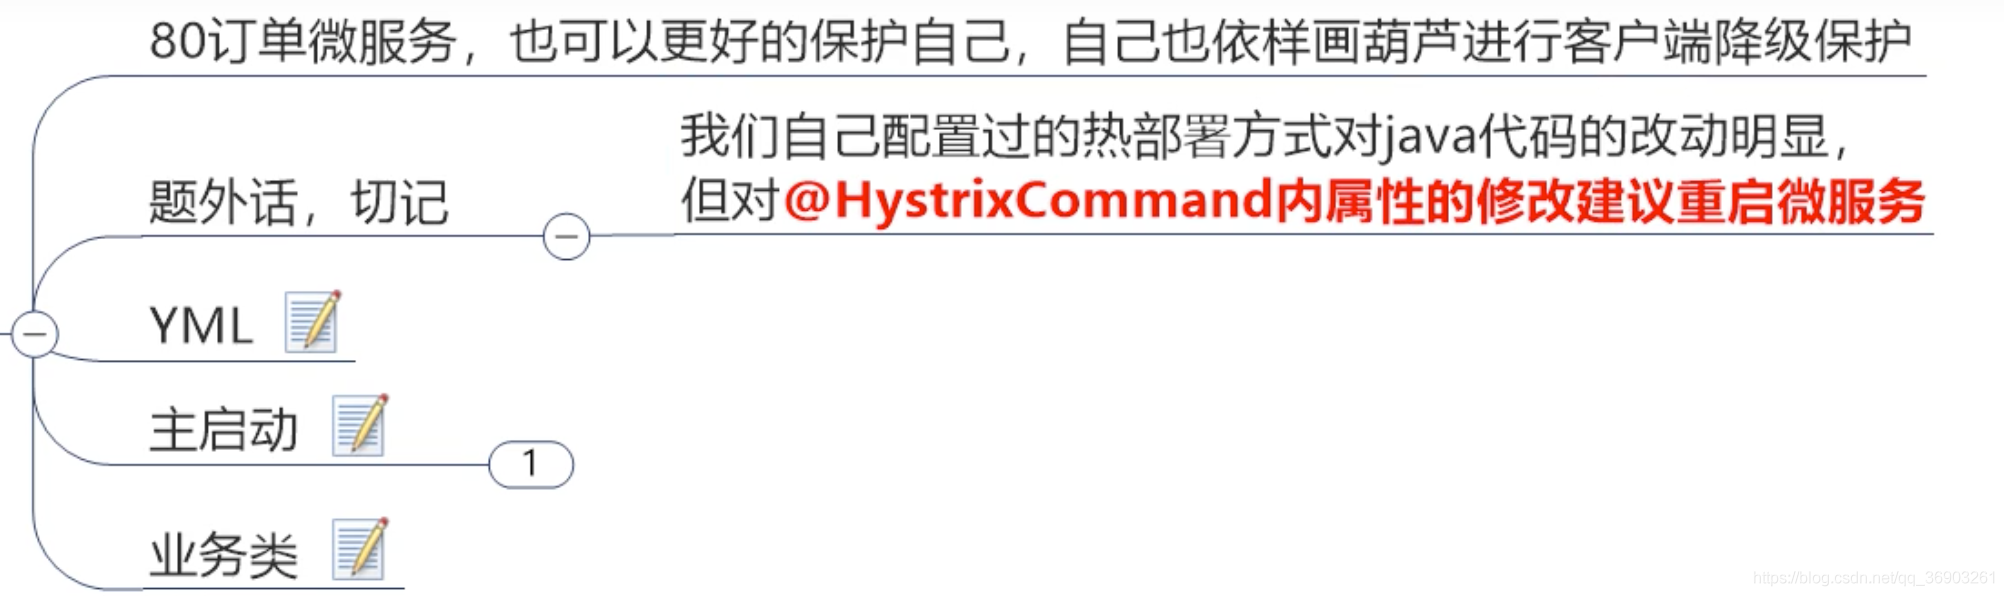 80订单微服务，也可以更好的保护自己，自己也依样画葫芦进行客户端降级保护
我们自己配置过的热部署方式对java代码的改动明显，
但对@HystrixCommand内属性的修改建议重启微服务
题外话，切记
YML
主启动
1
业务类
https://blog.csdn.net/qq_36903261